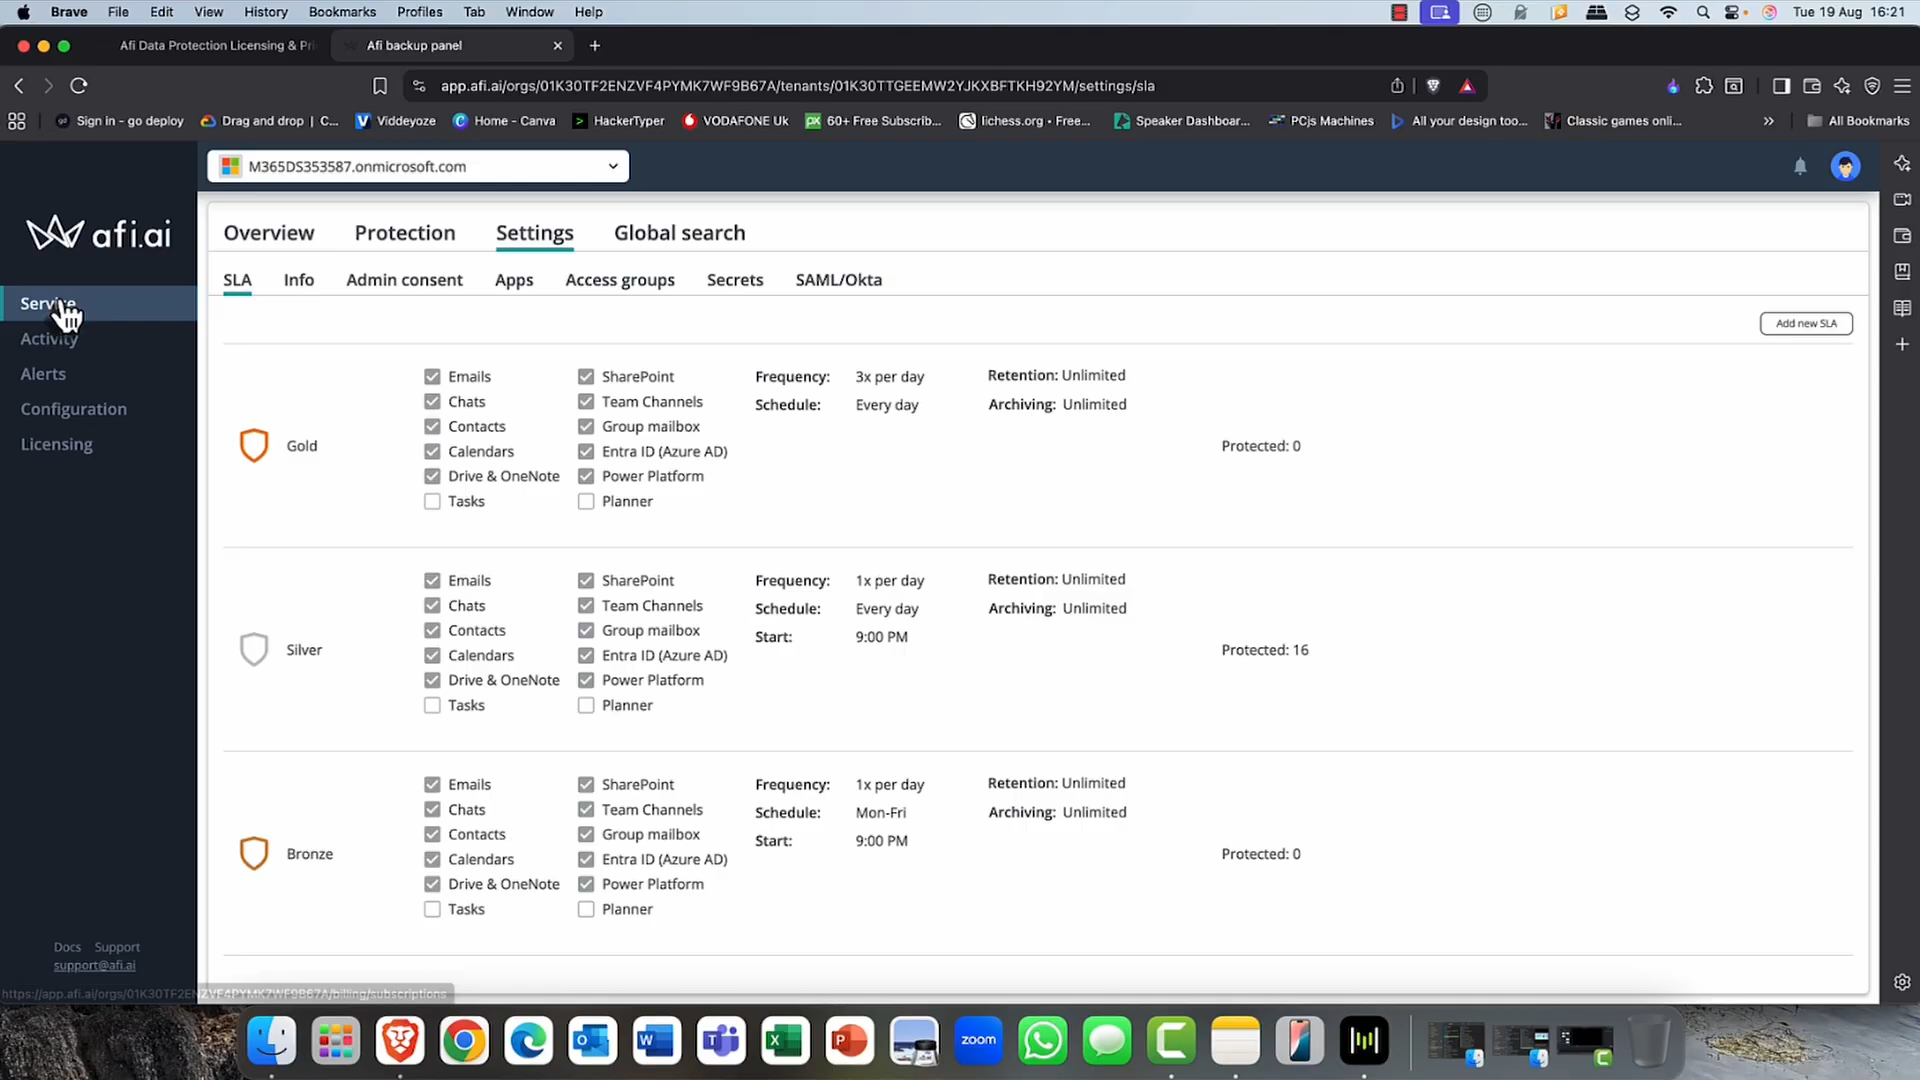 Brave File Edit View History Bookmarks Profiles Tab Window Help
Tue 19 Aug 16:21
Afi Data Protection Licensing & Pri
Afi backup panel
app.afi.ai/orgs/01K30TF2ENZVF4PYMK7WF9B67A/tenants/01K30TTGEEMW2YJKXBFTKH92YM/settings/sla
Sign in - go deploy
Drag and drop | C...
Viddeyoze
Home - Canva
HackerTyper
VODAFONE Uk
60+ Free Subscrib...
lichess.org • Free...
Speaker Dashboar...
PCjs Machines
All your design too...
Classic games onli...
»
All Bookmarks
M365DS353587.onmicrosoft.com
afi.ai
Service
Activity
Alerts
Configuration
Licensing
Docs Support
support@afi.ai
Overview Protection Settings Global search
SLA Info Admin consent Apps Access groups Secrets SAML/Okta
Add new SLA
Gold
Emails
Chats
Contacts
Calendars
Drive & OneNote
Tasks
SharePoint
Team Channels
Group mailbox
Entra ID (Azure AD)
Power Platform
Planner
Frequency: 3x per day
Schedule: Every day
Retention: Unlimited
Archiving: Unlimited
Protected: 0
Silver
Emails
Chats
Contacts
Calendars
Drive & OneNote
Tasks
SharePoint
Team Channels
Group mailbox
Entra ID (Azure AD)
Power Platform
Planner
Frequency: 1x per day
Schedule: Every day
Start: 9:00 PM
Retention: Unlimited
Archiving: Unlimited
Protected: 16
Bronze
Emails
Chats
Contacts
Calendars
Drive & OneNote
Tasks
SharePoint
Team Channels
Group mailbox
Entra ID (Azure AD)
Power Platform
Planner
Frequency: 1x per day
Schedule: Mon-Fri
Start: 9:00 PM
Retention: Unlimited
Archiving: Unlimited
Protected: 0
https://app.afi.ai/orgs/01K30TF2ENZVF4PYMK7WF9B67A/billing/subscriptions
zoom